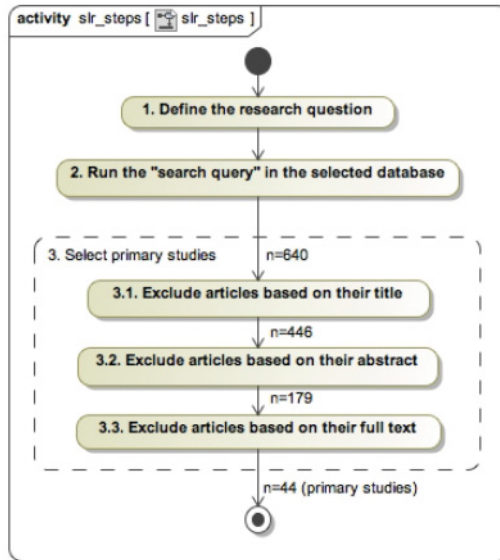 activity slr_steps [ slr_steps ]
1. Define the research question
2. Run the "search query" in the selected database
3. Select primary studies
n=640
3.1. Exclude articles based on their title
n=446
3.2. Exclude articles based on their abstract
n=179
3.3. Exclude articles based on their full text
n=44 (primary studies)